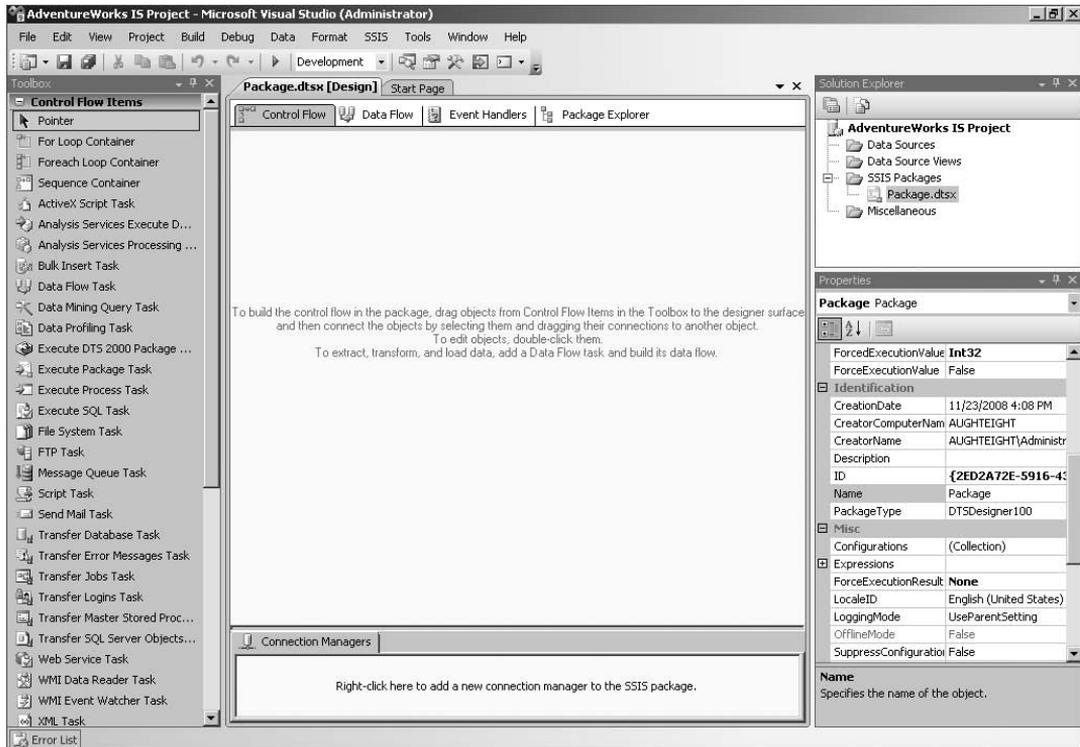 AdventureWorks IS Project - Microsoft Visual Studio (Administrator)
File Edit View Project Build Debug Data Format SSIS Tools Window Help
Development
Toolbox
Control Flow Items
Pointer
For Loop Container
Foreach Loop Container
Sequence Container
ActiveX Script Task
Analysis Services Execute D...
Analysis Services Processing ...
Bulk Insert Task
Data Flow Task
Data Mining Query Task
Data Profiling Task
Execute DTS 2000 Package ...
Execute Package Task
Execute Process Task
Execute SQL Task
File System Task
FTP Task
Message Queue Task
Script Task
Send Mail Task
Transfer Database Task
Transfer Error Messages Task
Transfer Jobs Task
Transfer Logins Task
Transfer Master Stored Proc...
Transfer SQL Server Objects...
Web Service Task
WMI Data Reader Task
WMI Event Watcher Task
XML Task
Error List
Package.dtsx [Design] Start Page
Control Flow Data Flow Event Handlers Package Explorer
To build the control flow in the package, drag objects from Control Flow Items in the Toolbox to the designer surface
and then connect the objects by selecting them and dragging their connections to another object.
To edit objects, double-click them.
To extract, transform, and load data, add a Data Flow task and build its data flow.
Connection Managers
Right-click here to add a new connection manager to the SSIS package.
Solution Explorer
AdventureWorks IS Project
Data Sources
Data Source Views
SSIS Packages
Package.dtsx
Miscellaneous
Properties
Package Package
ForcedExecutionValue Int32
ForceExecutionValue False
Identification
CreationDate 11/23/2008 4:08 PM
CreatorComputerNam AUGHTEIGHT
CreatorName AUGHTEIGHT\Administr
Description
ID {2ED2A72E-5916-43
Name Package
PackageType DTSDesigner100
Misc
Configurations (Collection)
Expressions
ForceExecutionResult None
LocaleID English (United States)
LoggingMode UseParentSetting
OfflineMode False
SuppressConfiguration False
Name
Specifies the name of the object.